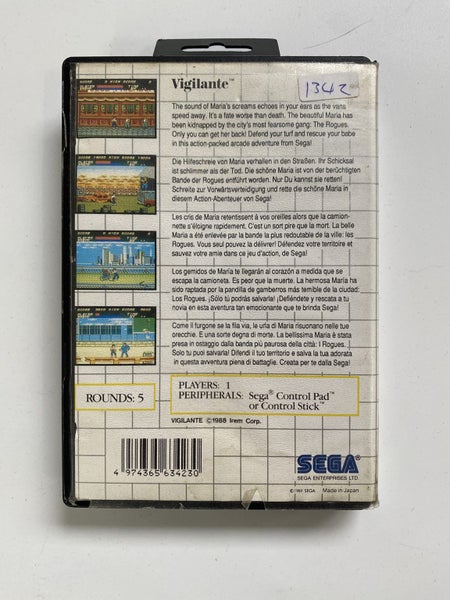 Vigilante™
1342
The sound of Maria's screams echoes in your ears as the vans
speed away. It's a fate worse than death. The beautiful Maria has
been kidnapped by the city's most fearsome gang: The Rogues.
Only you can get her back! Defend your turf and rescue your babe
in this action-packed arcade adventure from Sega!
Die Hilfeschreie von Maria verhallen in den Straßen. Ihr Schicksal
ist schlimmer als der Tod. Die schöne Maria ist von der berüchtigten
Bande der Rogues entführt worden. Nur Du kannst sie retten!
Schreite zur Vorwärtsverteidigung und rette die schöne Maria in
diesem Action-Abenteuer von Sega!
Les cris de Maria retentissent à vos oreilles alors que la camion-
nette s'éloigne rapidement. C'est un sort pire que la mort. La belle
Maria a été enlevée par la bande la plus redoutable de la ville: les
Rogues. Vous seul pouvez la délivrer! Défendez votre territoire et
sauvez votre amie dans ce jeu d'action, de Sega!
Los gemidos de María te llegarán al corazón a medida que se
escapa la camioneta. Es peor que la muerte. La hermosa María ha
sido raptada por la pandilla de gamberros más temible de la ciudad:
Los Rogues. ¡Sólo tú podrás salvarla! ¡Defiéndete y rescata a tu
novia en esta aventura tan emocionante que te brinda Sega!
Come il furgone se la fila via, le urla di Maria risuonano nelle tue
orecchie. E una sorte degna di morte. La bellissima Maria è stata
presa in ostaggio dalla banda più paurosa della città: I Rogues.
Solo tu puoi salvarla! Difendi il tuo territorio e salva la tua adorata
in questa avventura piena di battaglie. Creata per te dalla Sega!
ROUNDS: 5
PLAYERS: 1
PERIPHERALS: Sega® Control Pad™
or Control Stick™
VIGILANTE ©1988 Irem Corp.
4 974365 634230
SEGA
SEGA ENTERPRISES LTD.
©1989 SEGA Made in Japan